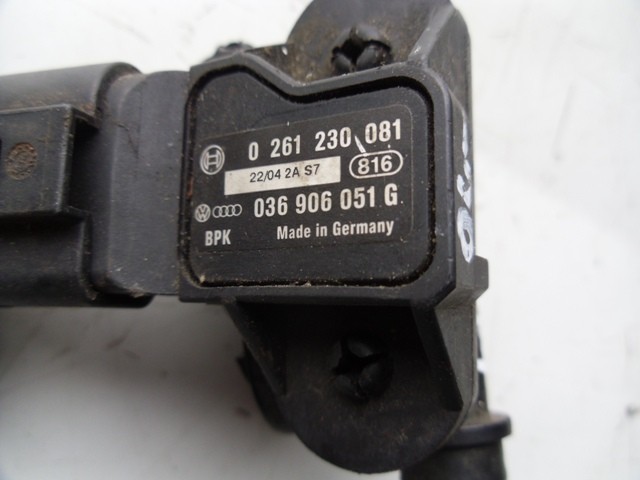 0 261 230 081
22/04 2A S7 816
036 906 051 G
BPK Made in Germany